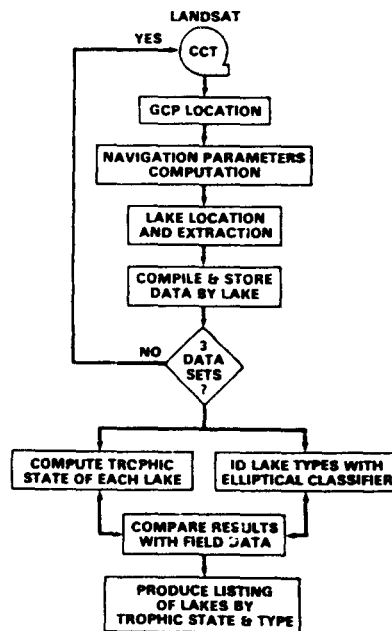 LANDSAT
YES
CCT
GCP LOCATION
NAVIGATION PARAMETERS
COMPUTATION
LAKE LOCATION
AND EXTRACTION
COMPILE & STORE
DATA BY LAKE
NO
3
DATA
SETS
?
COMPUTE TROPHIC
STATE OF EACH LAKE
ID LAKE TYPES WITH
ELLIPTICAL CLASSIFIER
COMPARE RESULTS
WITH FIELD DATA
PRODUCE LISTING
OF LAKES BY
TROPHIC STATE & TYPE